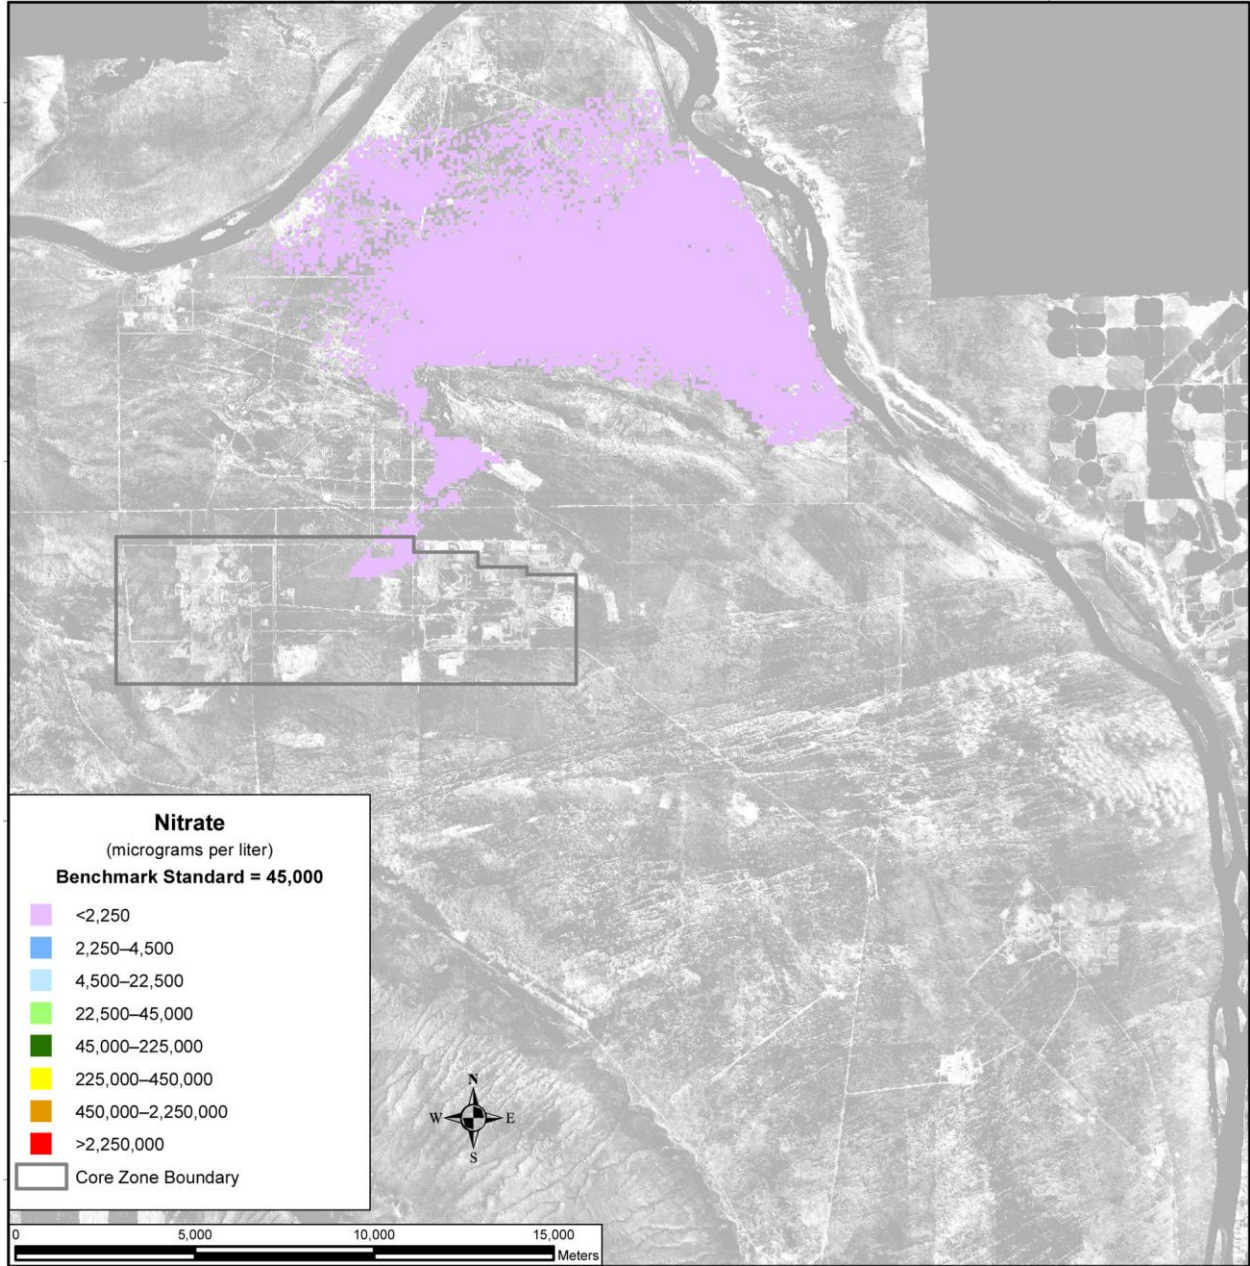 Nitrate
(micrograms per liter)
Benchmark Standard = 45,000
<2,250
2,250–4,500
4,500–22,500
22,500–45,000
45,000–225,000
225,000–450,000
450,000–2,250,000
>2,250,000
Core Zone Boundary
N
W E
S
0 5,000 10,000 15,000
Meters